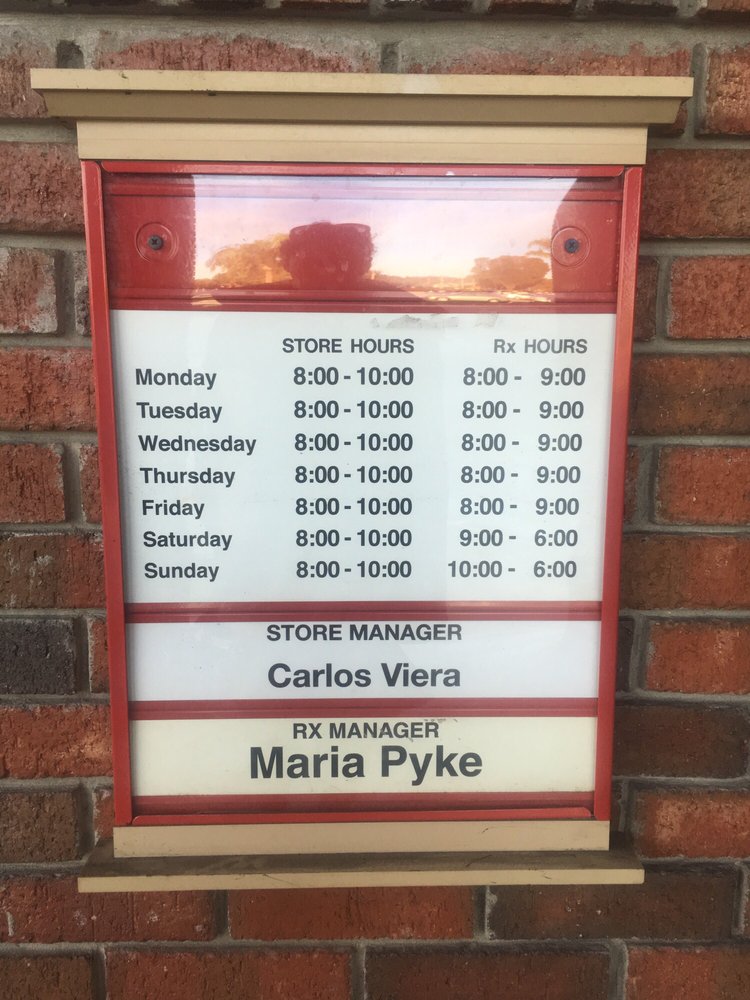 STORE HOURS Rx HOURS
Monday 8:00 - 10:00 8:00 - 9:00
Tuesday 8:00 - 10:00 8:00 - 9:00
Wednesday 8:00 - 10:00 8:00 - 9:00
Thursday 8:00 - 10:00 8:00 - 9:00
Friday 8:00 - 10:00 8:00 - 9:00
Saturday 8:00 - 10:00 9:00 - 6:00
Sunday 8:00 - 10:00 10:00 - 6:00
STORE MANAGER
Carlos Viera
RX MANAGER
Maria Pyke